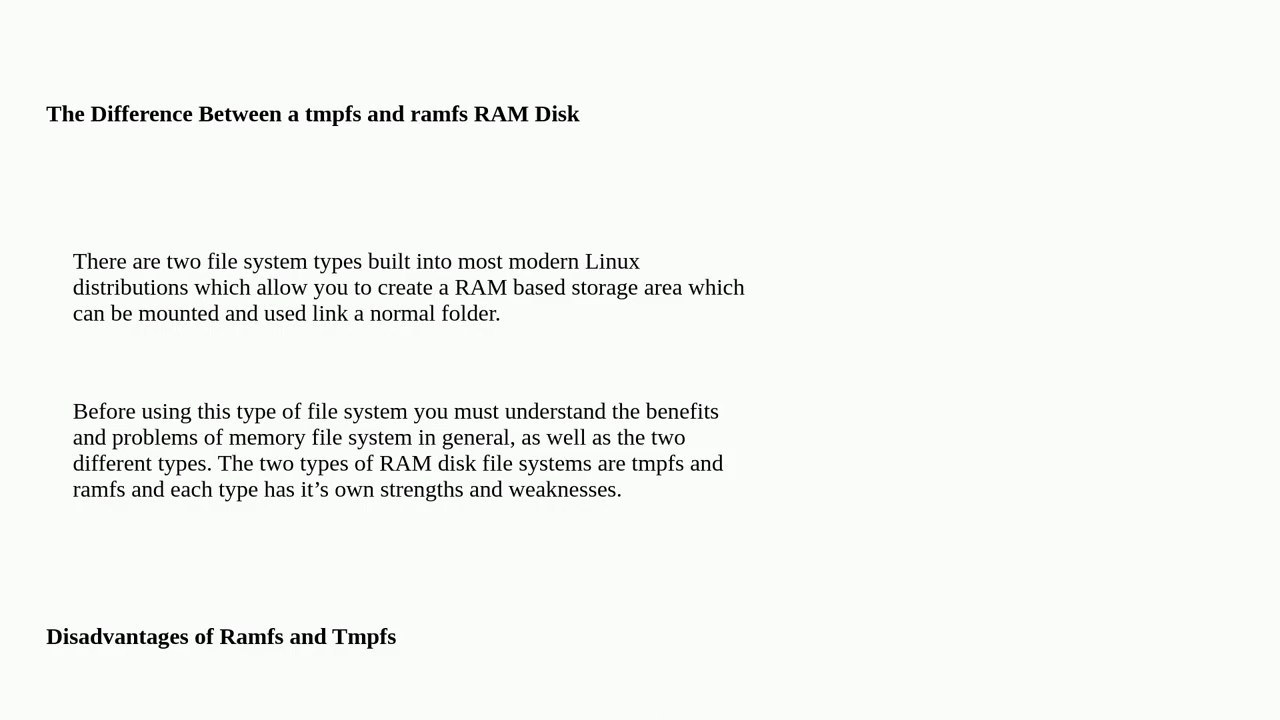 The Difference Between a tmpfs and ramfs RAM Disk
There are two file system types built into most modern Linux
distributions which allow you to create a RAM based storage area which
can be mounted and used link a normal folder.
Before using this type of file system you must understand the benefits
and problems of memory file system in general, as well as the two
different types. The two types of RAM disk file systems are tmpfs and
ramfs and each type has it’s own strengths and weaknesses.
Disadvantages of Ramfs and Tmpfs